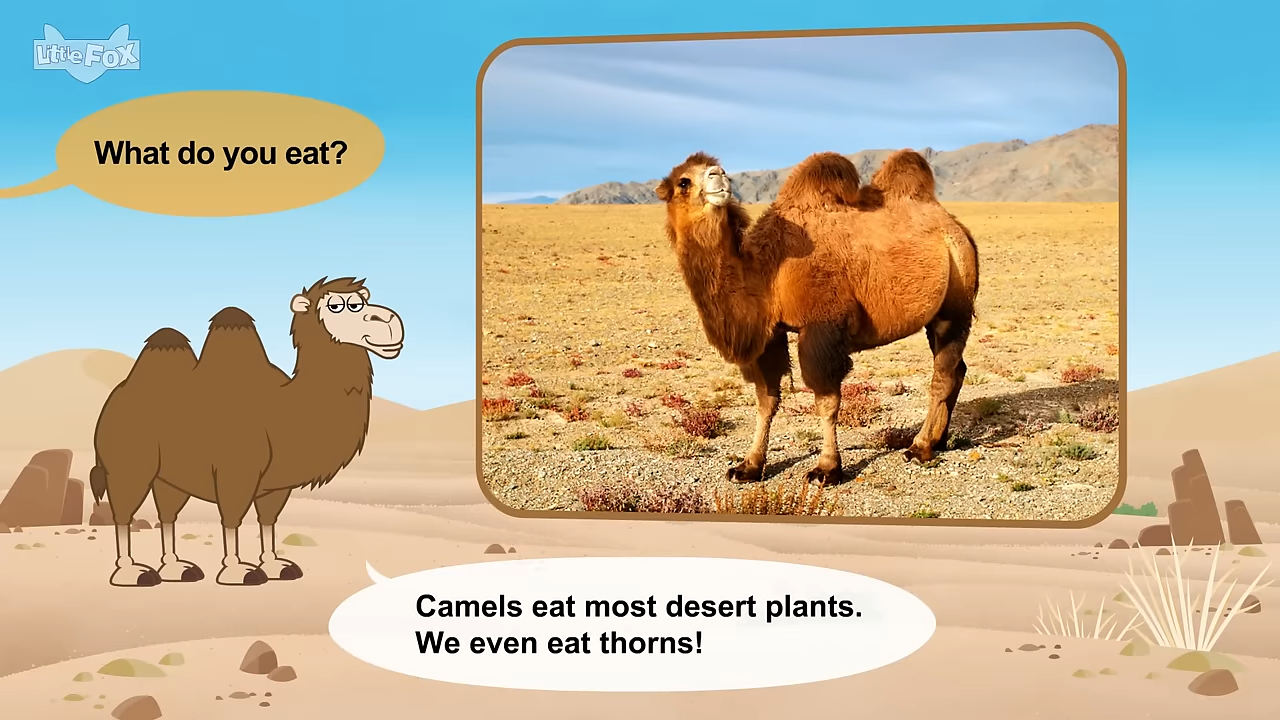 Little Fox
What do you eat?
Camels eat most desert plants.
We even eat thorns!